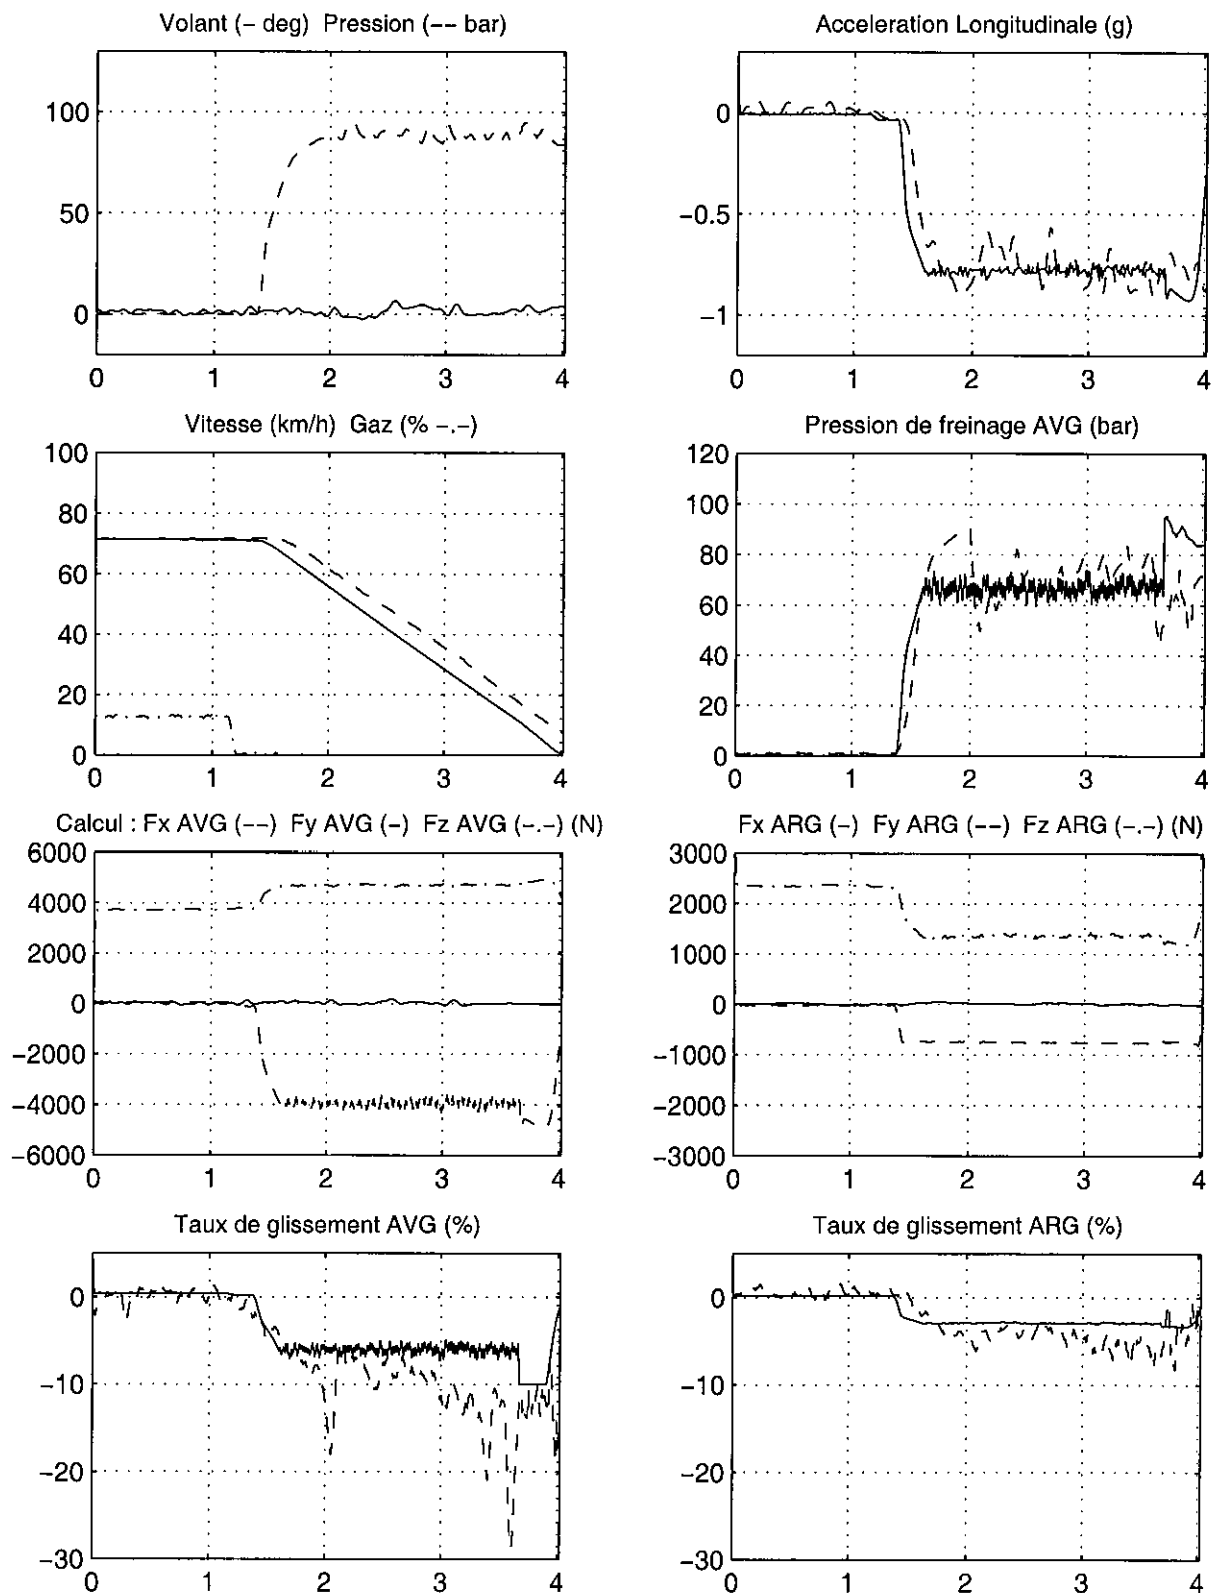 Volant (– deg) Pression (–– bar)
100
50
0
0 1 2 3 4
Acceleration Longitudinale (g)
0
−0.5
−1
0 1 2 3 4
Vitesse (km/h) Gaz (% –.–)
100
80
60
40
20
0
0 1 2 3 4
Pression de freinage AVG (bar)
120
100
80
60
40
20
0
0 1 2 3 4
Calcul : Fx AVG (––) Fy AVG (–) Fz AVG (–.–) (N)
6000
4000
2000
0
−2000
−4000
−6000
0 1 2 3 4
Fx ARG (–) Fy ARG (––) Fz ARG (–.–) (N)
3000
2000
1000
0
−1000
−2000
−3000
0 1 2 3 4
Taux de glissement AVG (%)
0
−10
−20
−30
0 1 2 3 4
Taux de glissement ARG (%)
0
−10
−20
−30
0 1 2 3 4